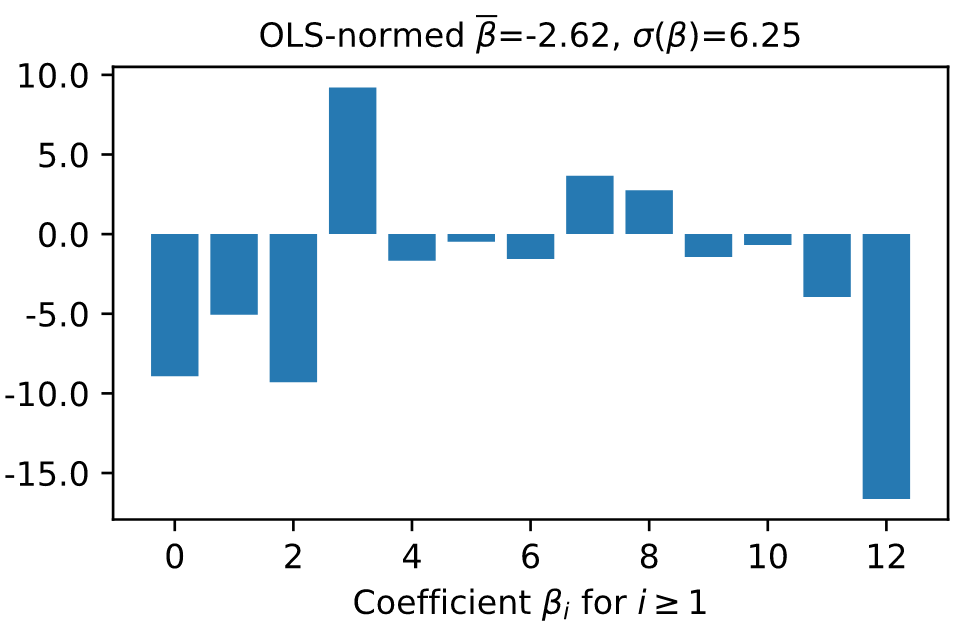 OLS-normed β̅=-2.62, σ(β)=6.25
10.0
5.0
0.0
-5.0
-10.0
-15.0
0 2 4 6 8 10 12
Coefficient βᵢ for i ≥ 1